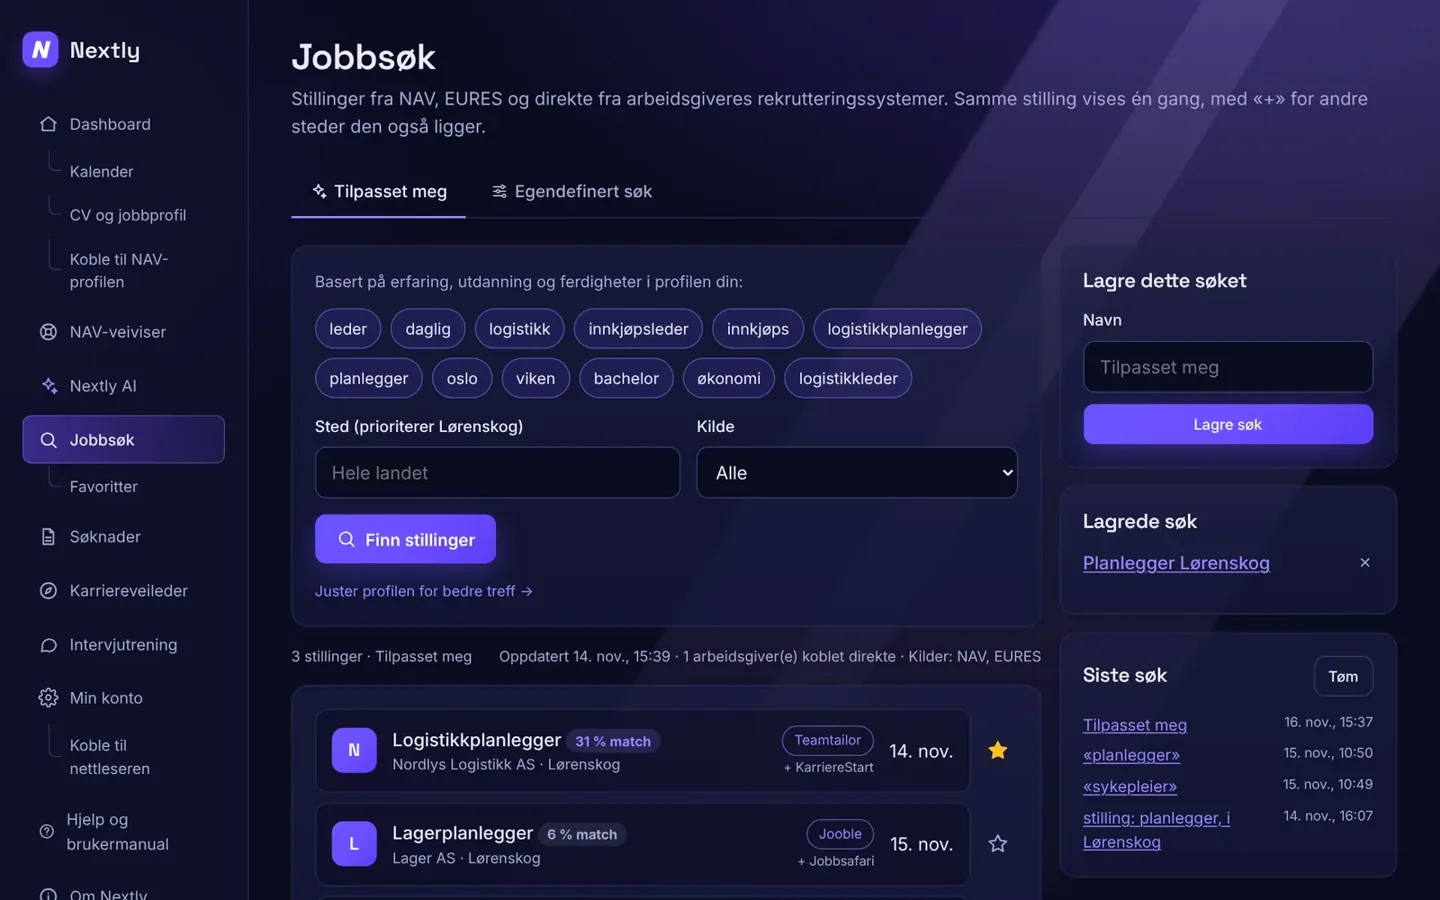 N Nextly
Dashboard
Kalender
CV og jobbprofil
Koble til NAV-
profilen
NAV-veiviser
Nextly AI
Jobbsøk
Favoritter
Søknader
Karriereveileder
Intervjutrening
Min konto
Koble til
nettleseren
Hjelp og
brukermanual
Om Nextly
Jobbsøk
Stillinger fra NAV, EURES og direkte fra arbeidsgiveres rekrutteringssystemer. Samme stilling vises én gang, med «+» for andre
steder den også ligger.
Tilpasset meg
Egendefinert søk
Basert på erfaring, utdanning og ferdigheter i profilen din:
leder daglig logistikk innkjøpsleder innkjøps logistikkplanlegger
planlegger oslo viken bachelor økonomi logistikkleder
Sted (prioriterer Lørenskog)
Hele landet
Kilde
Alle
Finn stillinger
Juster profilen for bedre treff →
3 stillinger · Tilpasset meg
Oppdatert 14. nov., 15:39 · 1 arbeidsgiver(e) koblet direkte · Kilder: NAV, EURES
N
Logistikkplanlegger 31 % match
Nordlys Logistikk AS · Lørenskog
Teamtailor
+ KarriereStart
14. nov.
L
Lagerplanlegger 6 % match
Lager AS · Lørenskog
Jooble
+ Jobbsafari
15. nov.
Lagre dette søket
Navn
Tilpasset meg
Lagre søk
Lagrede søk
Planlegger Lørenskog ×
Siste søk
Tøm
Tilpasset meg 16. nov., 15:37
«planlegger» 15. nov., 10:50
«sykepleier» 15. nov., 10:49
stilling: planlegger, i 14. nov., 16:07
Lørenskog